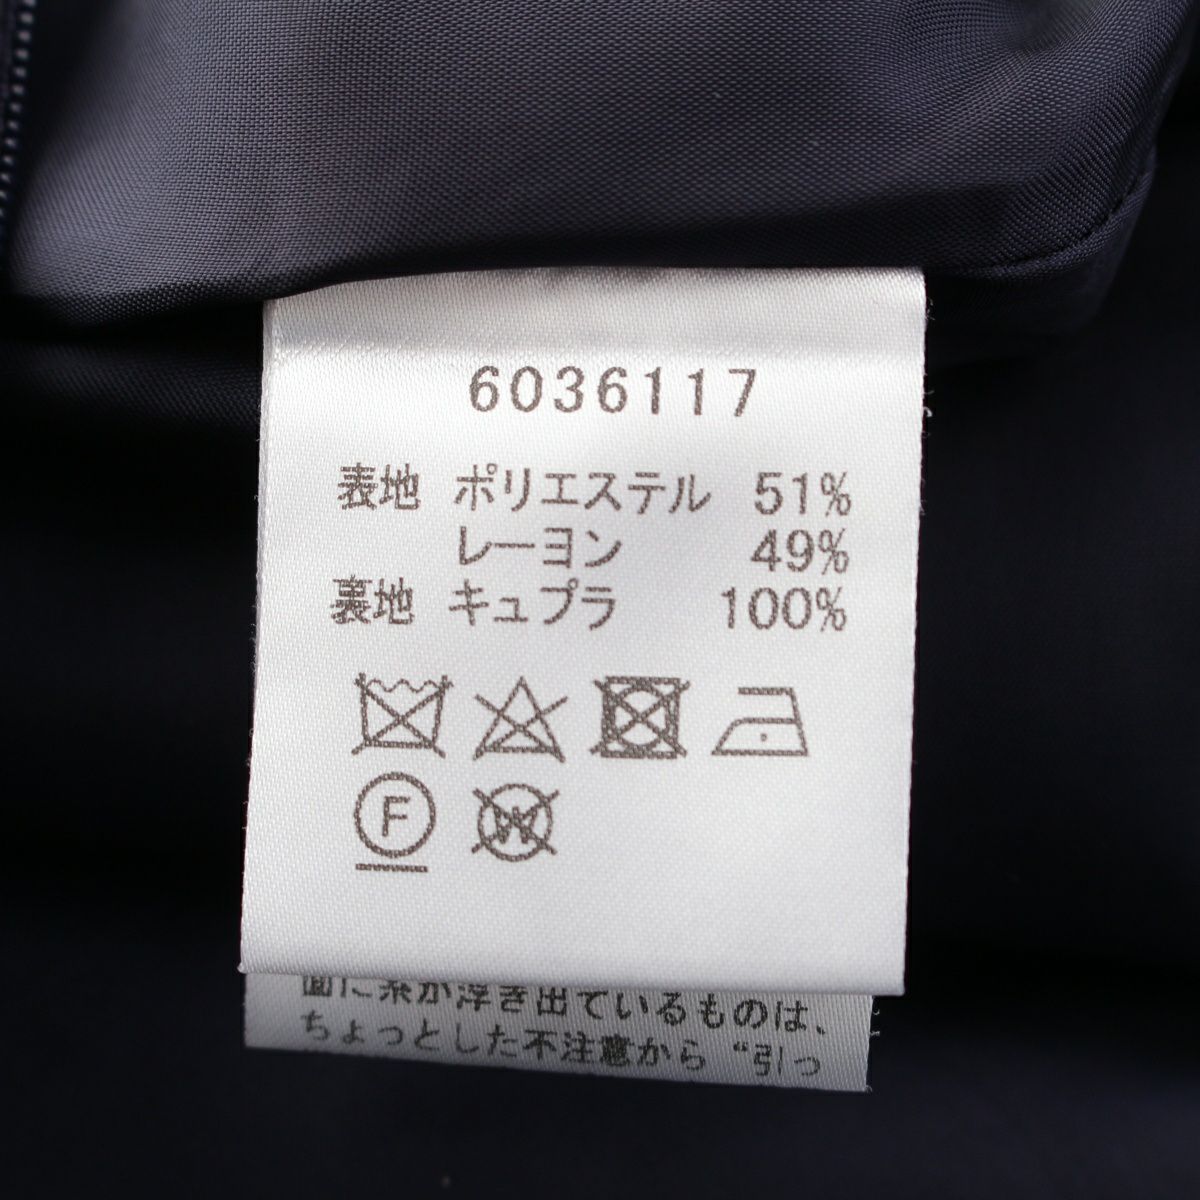 6036117
表地 ポリエステル 51%
レーヨン 49%
裏地 キュプラ 100%
F
W
面に糸が浮き出ているものは、
ちょっとした不注意から “引っ